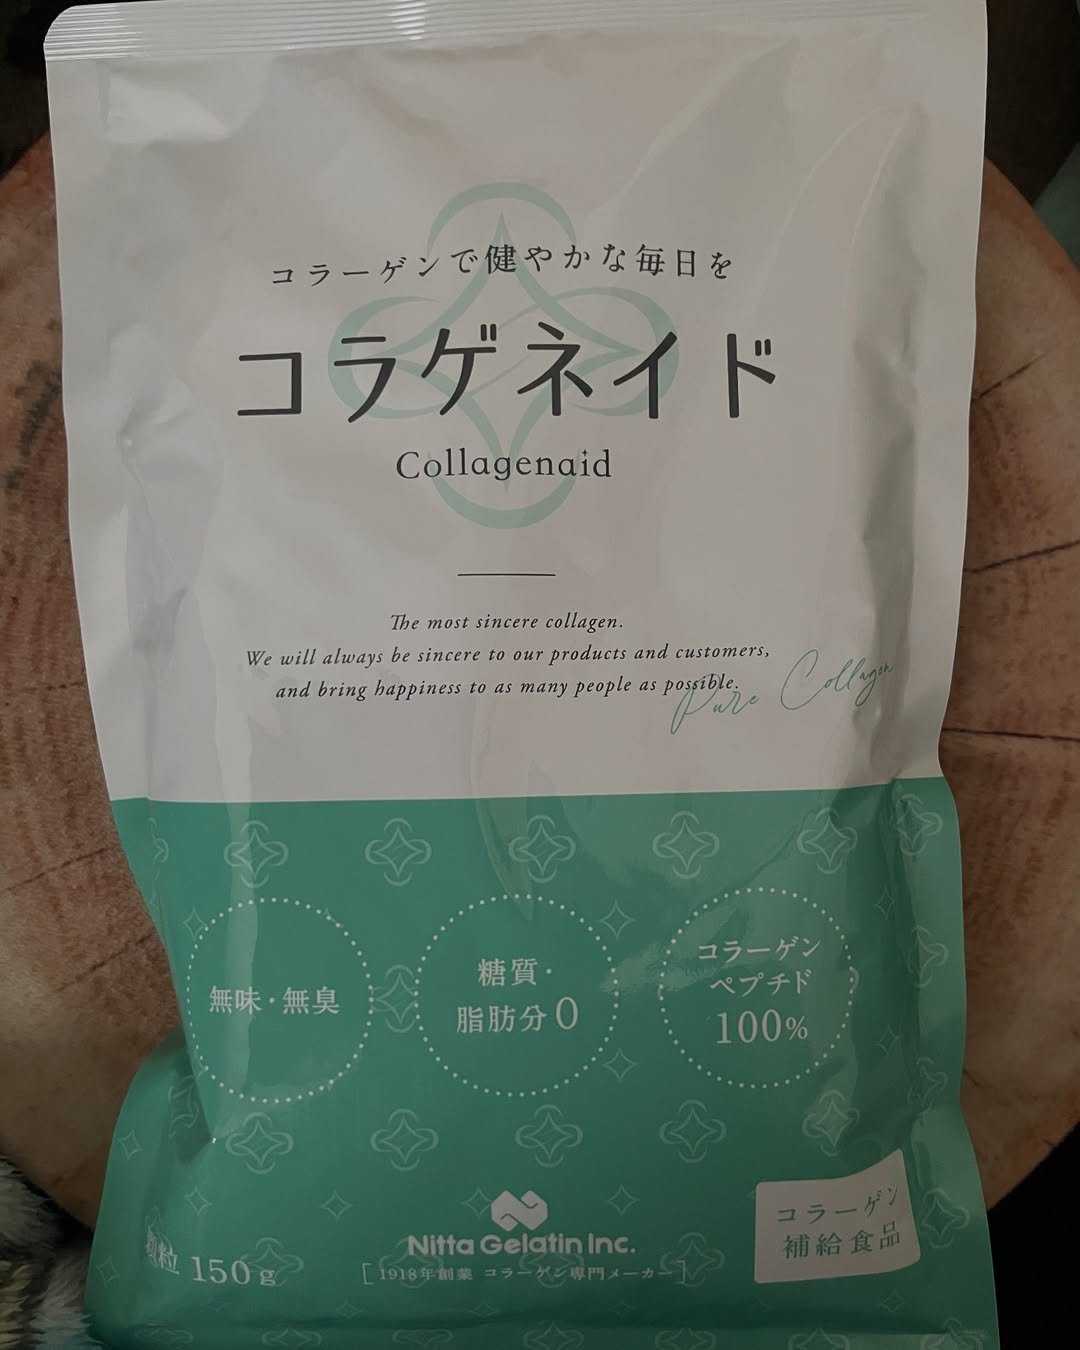 コラーゲンで健やかな毎日を
コラゲネイド
Collagenaid
The most sincere collagen.
We will always be sincere to our products and customers,
and bring happiness to as many people as possible.
Pure Collagen
無味・無臭
糖質・
脂肪分0
コラーゲン
ペプチド
100%
Nitta Gelatin Inc.
[1918年創業 コラーゲン専門メーカー]
顆粒 150g
コラーゲン
補給食品